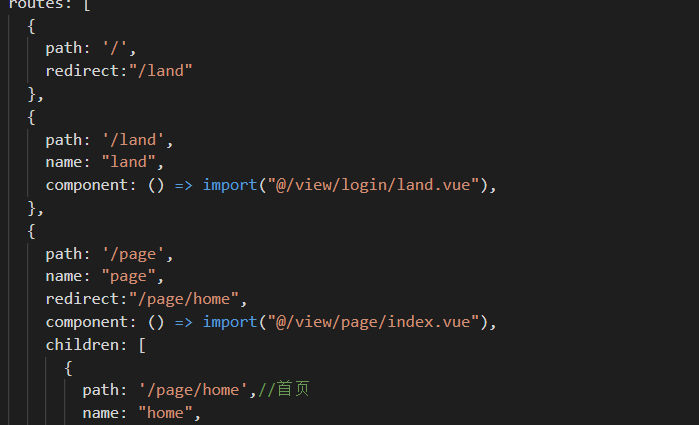 routes: [
{
path: '/',
redirect:"/land"
},
{
path: '/land',
name: "land",
component: () => import("@/view/login/land.vue"),
},
{
path: '/page',
name: "page",
redirect:"/page/home",
component: () => import("@/view/page/index.vue"),
children: [
{
path: '/page/home',//首页
name: "home",